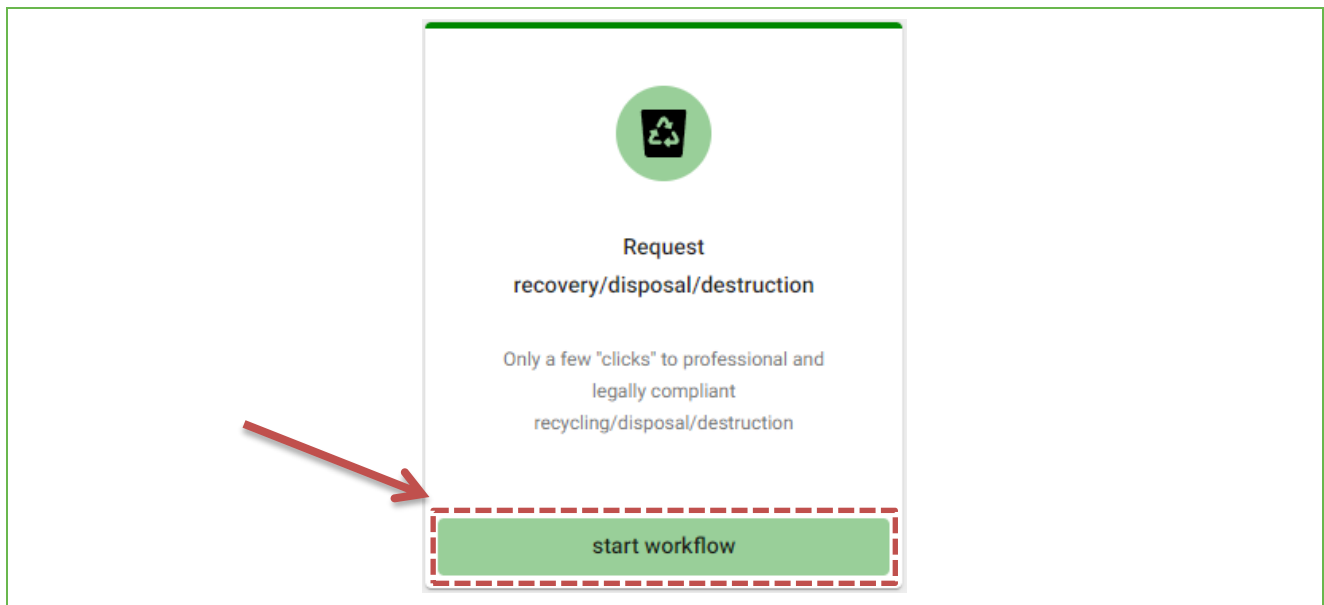 Request
recovery/disposal/destruction
Only a few "clicks" to professional and
legally compliant
recycling/disposal/destruction
start workflow